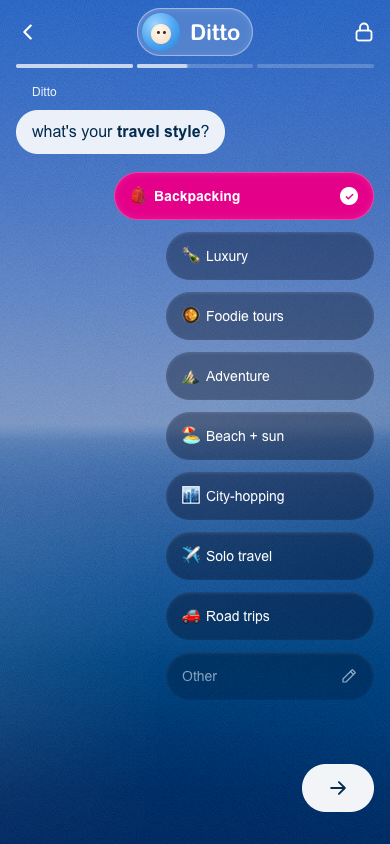 Ditto
Ditto
what's your travel style?
Backpacking
Luxury
Foodie tours
Adventure
Beach + sun
City-hopping
Solo travel
Road trips
Other